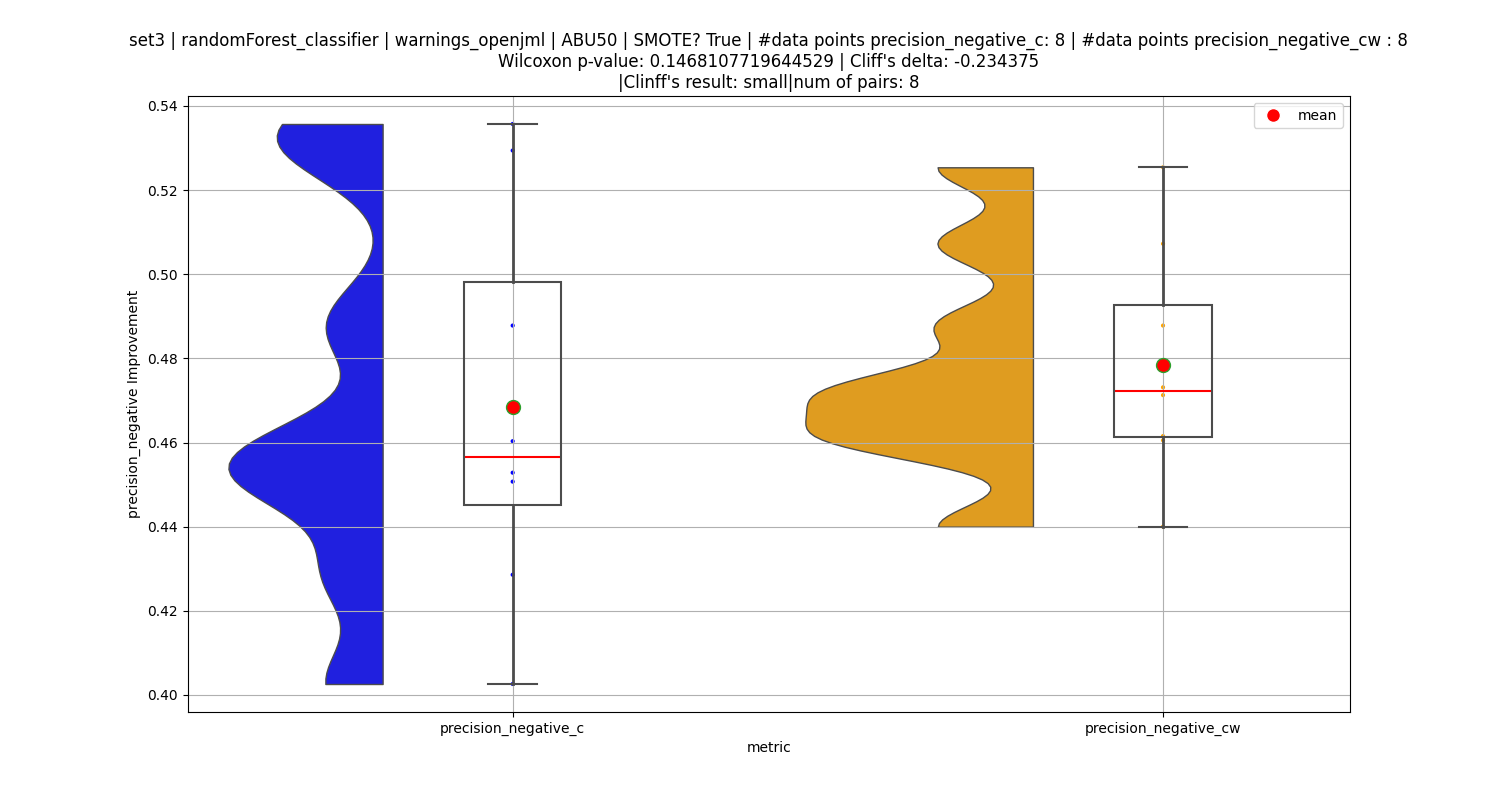 set3 | randomForest_classifier | warnings_openjml | ABU50 | SMOTE? True | #data points precision_negative_c: 8 | #data points precision_negative_cw : 8
Wilcoxon p-value: 0.1468107719644529 | Cliff's delta: -0.234375
|Clinff's result: small|num of pairs: 8
mean
precision_negative Improvement
0.54
0.52
0.50
0.48
0.46
0.44
0.42
0.40
precision_negative_c
precision_negative_cw
metric